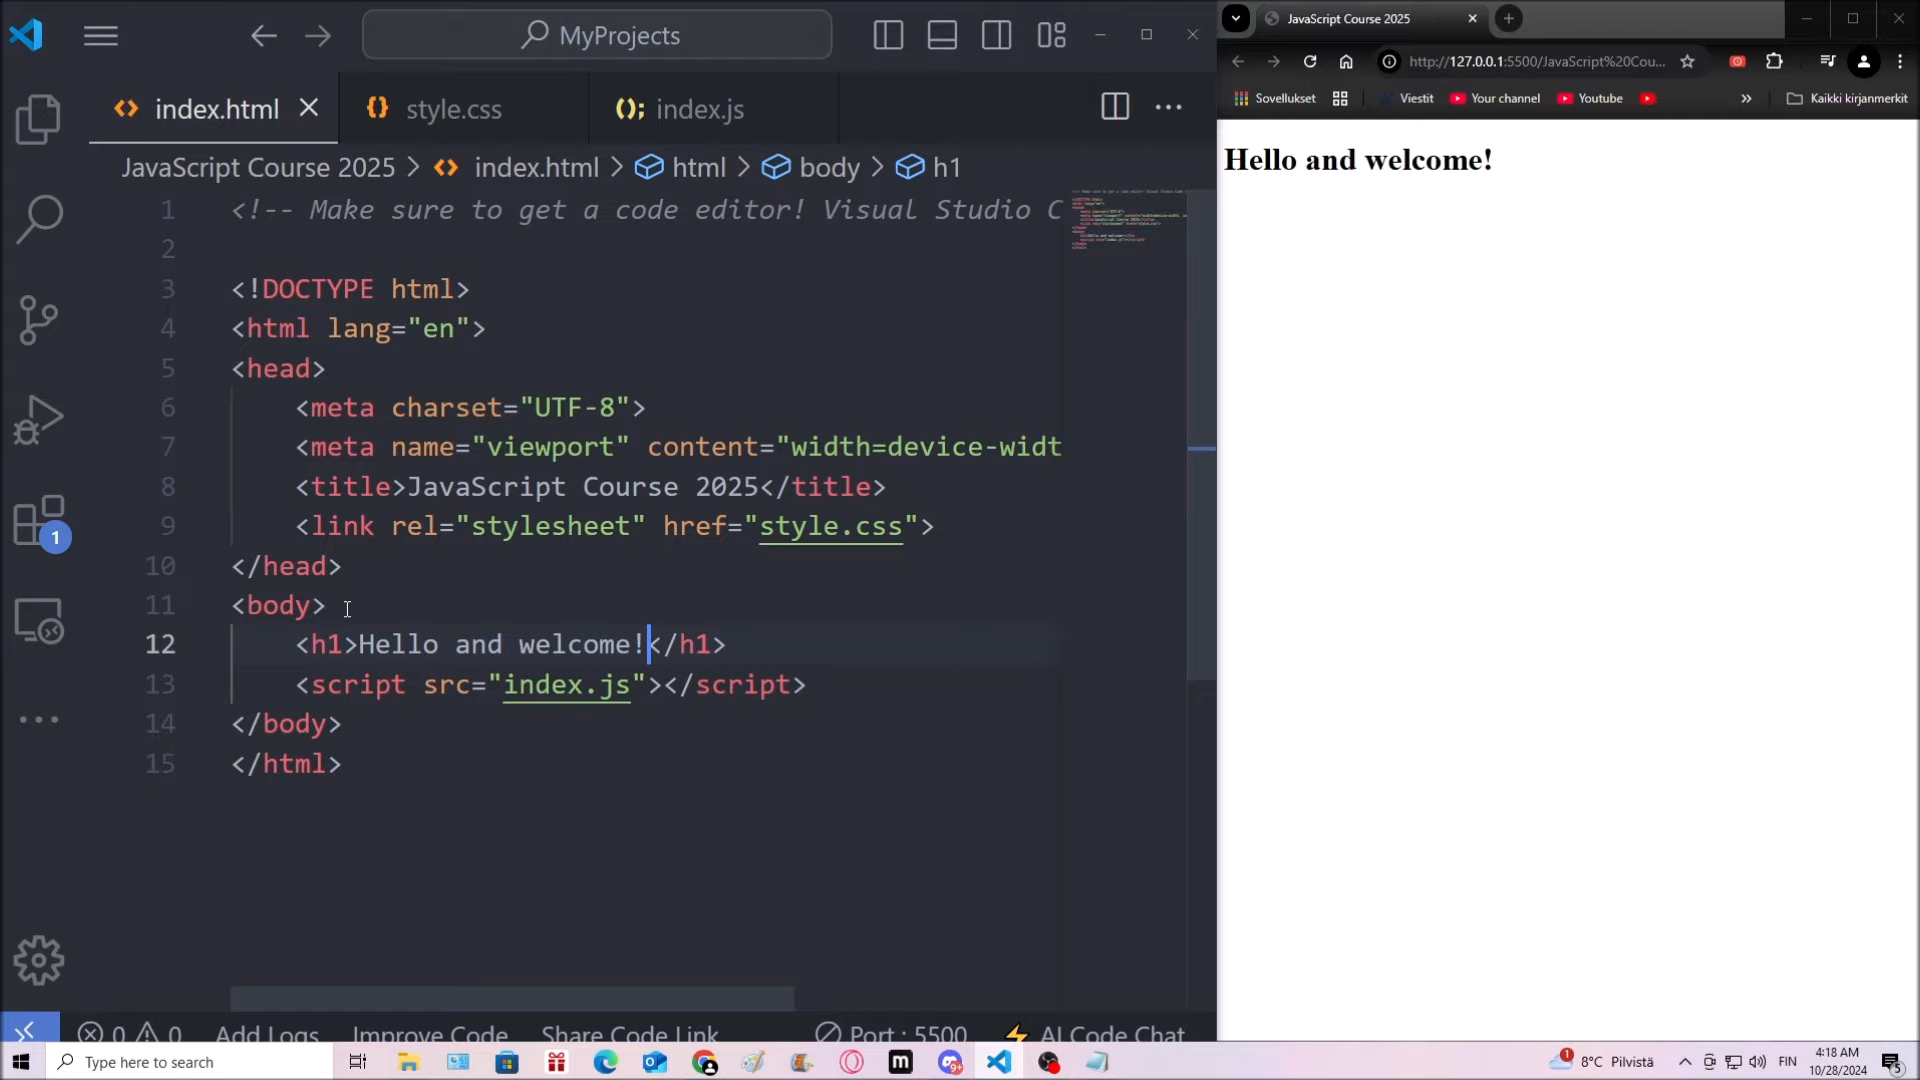 MyProjects
index.html
style.css
index.js
JavaScript Course 2025 > index.html > html > body > h1
1 <!-- Make sure to get a code editor! Visual Studio C
2
3 <!DOCTYPE html>
4 <html lang="en">
5 <head>
6 <meta charset="UTF-8">
7 <meta name="viewport" content="width=device-widt
8 <title>JavaScript Course 2025</title>
9 <link rel="stylesheet" href="style.css">
10 </head>
11 <body>
12 <h1>Hello and welcome!</h1>
13 <script src="index.js"></script>
14 </body>
15 </html>
1
0 0 Add Logs Improve Code Share Code Link Port : 5500 AI Code Chat
JavaScript Course 2025
http://127.0.0.1:5500/JavaScript%20Cou...
Sovellukset Viestit Your channel Youtube » Kaikki kirjanmerkit
Hello and welcome!
Type here to search
m
9+
1 8°C Pilvistä FIN 4:18 AM
10/28/2024
5